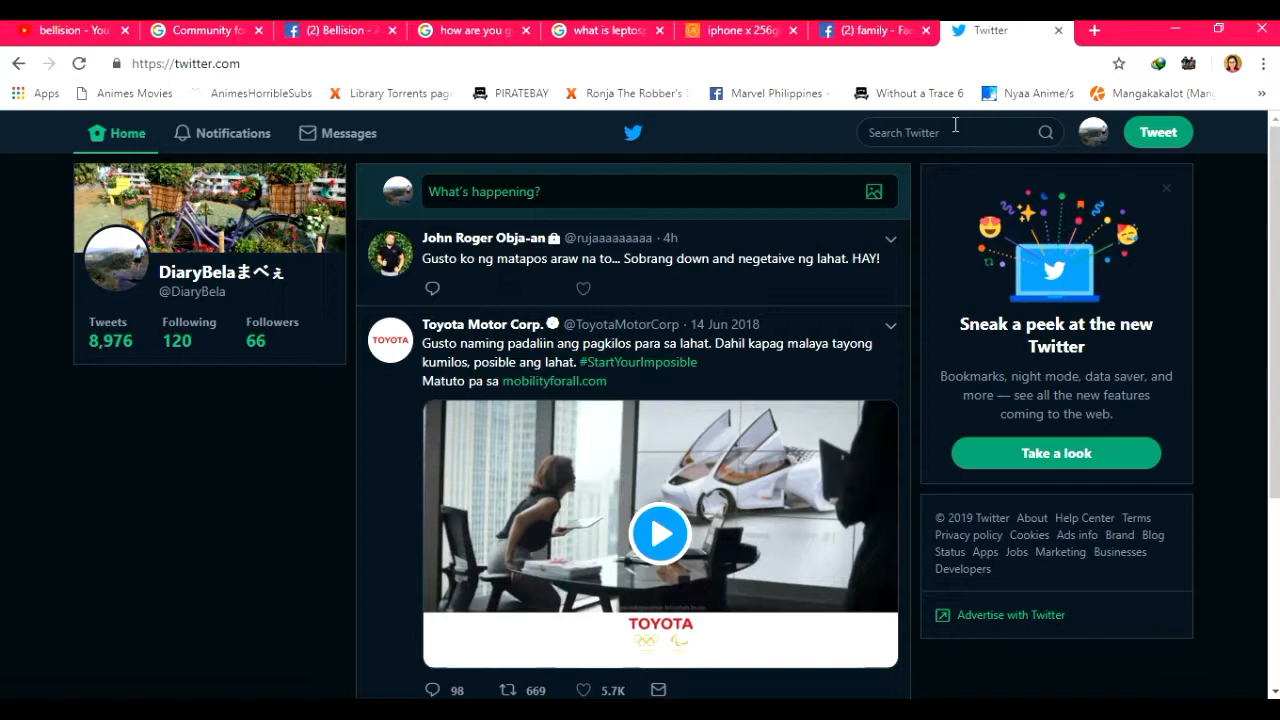 bellision - You
Community fo
(2) Bellision - A
how are you g
what is leptosp
iphone x 256g
(2) family - Fac
Twitter
https://twitter.com
Apps
Animes Movies
AnimesHorribleSubs
Library Torrents page
PIRATEBAY
Ronja The Robber's
Marvel Philippines -
Without a Trace 6
Nyaa Anime/s
Mangakakalot (Mang
Home
Notifications
Messages
Search Twitter
Tweet
DiaryBelaまべぇ
@DiaryBela
Tweets Following Followers
8,976 120 66
What's happening?
John Roger Obja-an @rujaaaaaaaaa · 4h
Gusto ko ng matapos araw na to... Sobrang down and negetaive ng lahat. HAY!
Toyota Motor Corp. @ToyotaMotorCorp · 14 Jun 2018
Gusto naming padaliin ang pagkilos para sa lahat. Dahil kapag malaya tayong
kumilos, posible ang lahat. #StartYourImposible
Matuto pa sa mobilityforall.com
TOYOTA
TOYOTA
98 669 5.7K
Sneak a peek at the new
Twitter
Bookmarks, night mode, data saver, and
more — see all the new features
coming to the web.
Take a look
© 2019 Twitter About Help Center Terms
Privacy policy Cookies Ads info Brand Blog
Status Apps Jobs Marketing Businesses
Developers
Advertise with Twitter